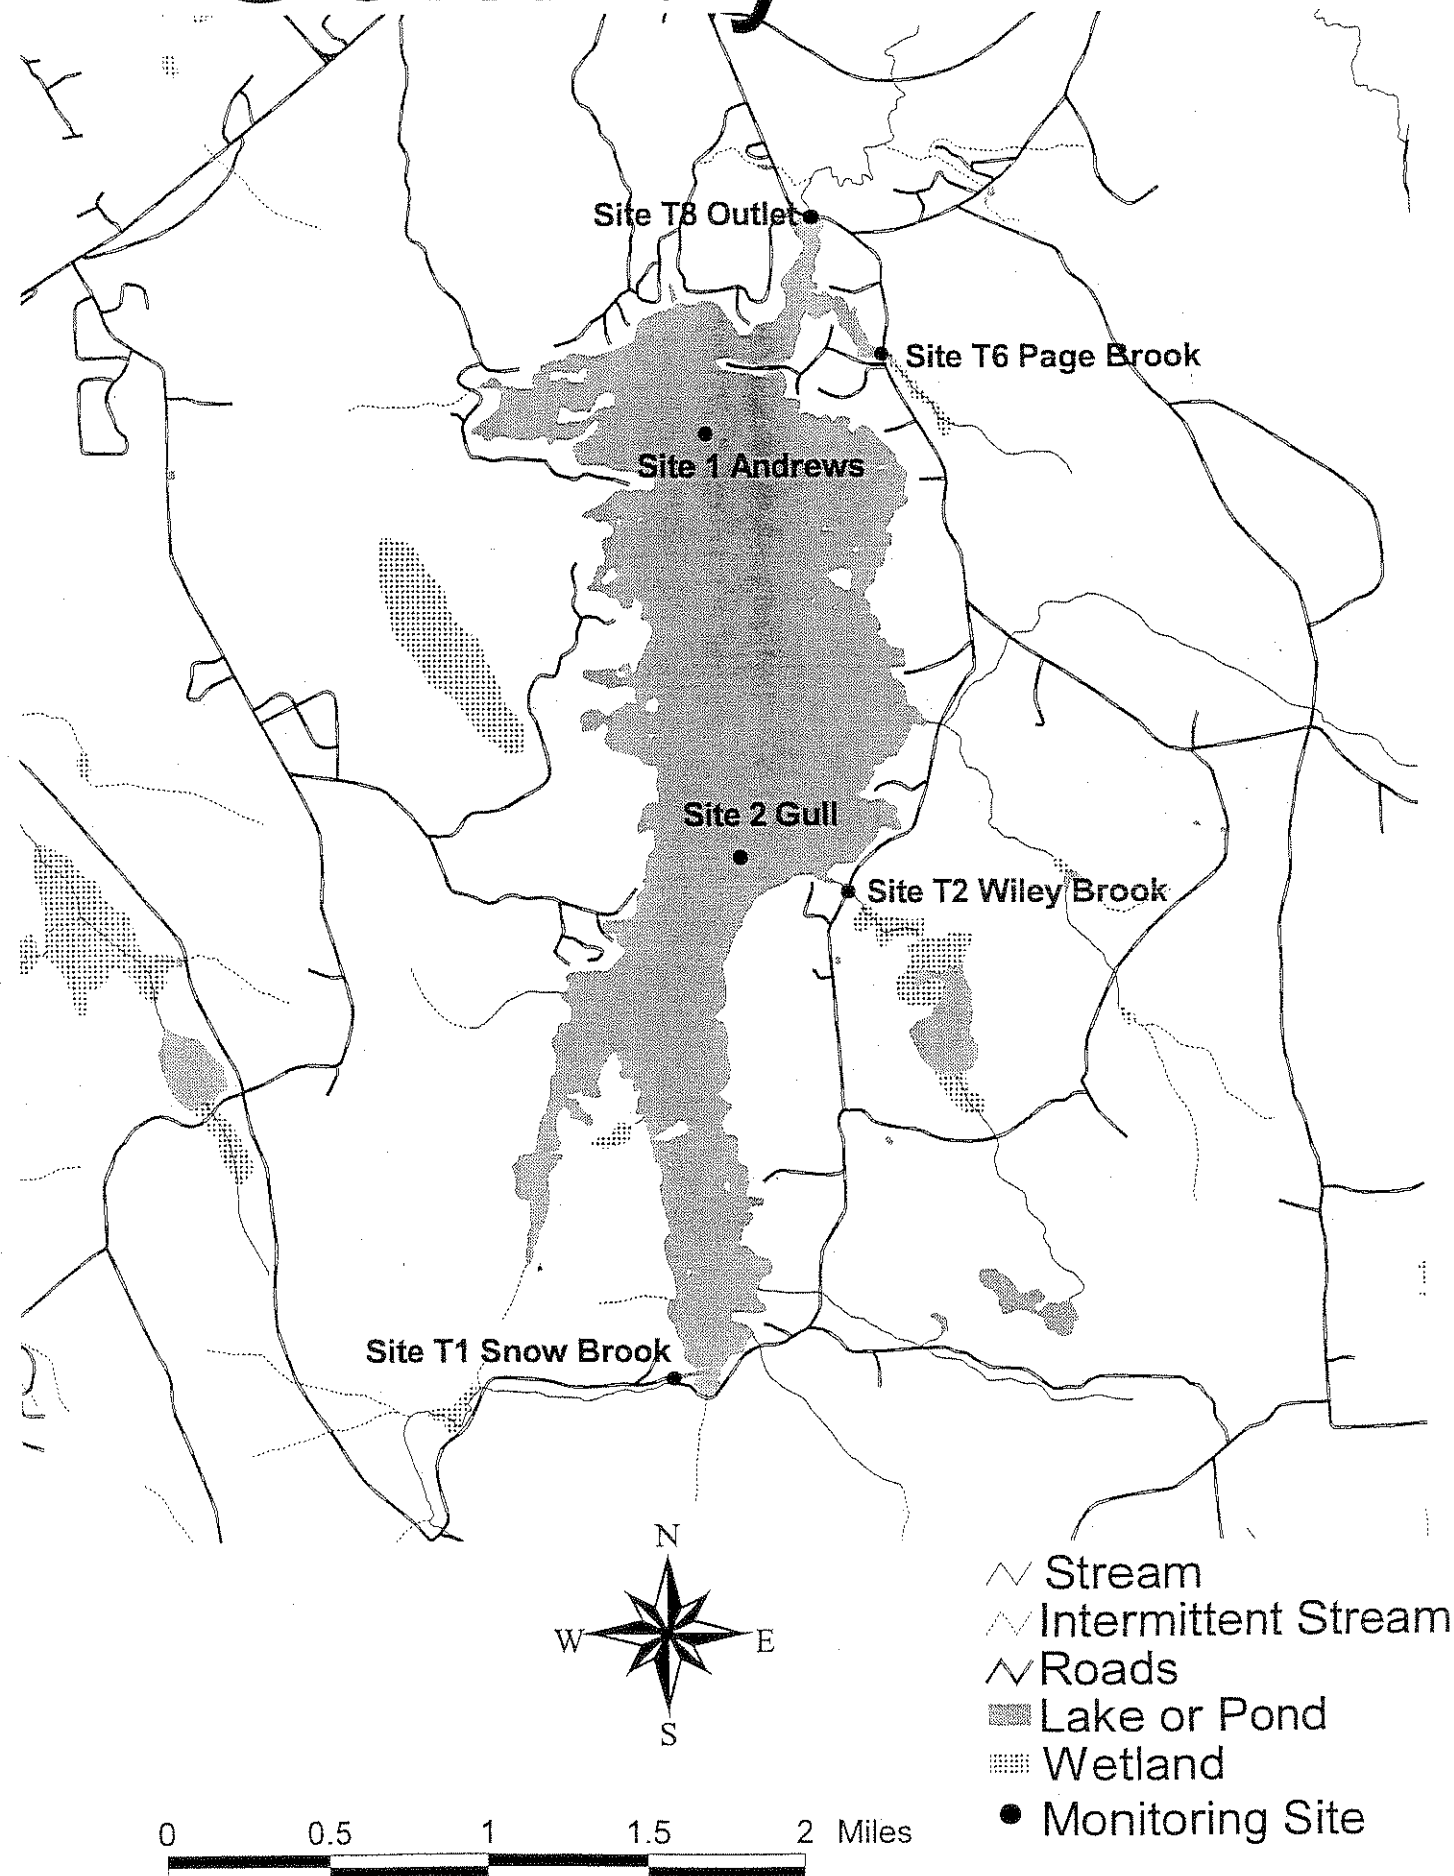 Site T8 Outlet
Site T6 Page Brook
Site 1 Andrews
Site 2 Gull
Site T2 Wiley Brook
Site T1 Snow Brook
N
W E
S
Stream
Intermittent Stream
Roads
Lake or Pond
Wetland
Monitoring Site
0 0.5 1 1.5 2 Miles